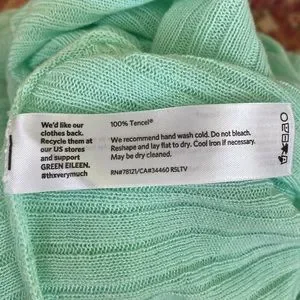 We'd like our
clothes back.
Recycle them at
our US stores
and support
GREEN EILEEN.
#thxverymuch
100% Tencel®
We recommend hand wash cold. Do not bleach.
Reshape and lay flat to dry. Cool Iron if necessary.
May be dry cleaned.
RN#78121/CA#34460 RSLTV